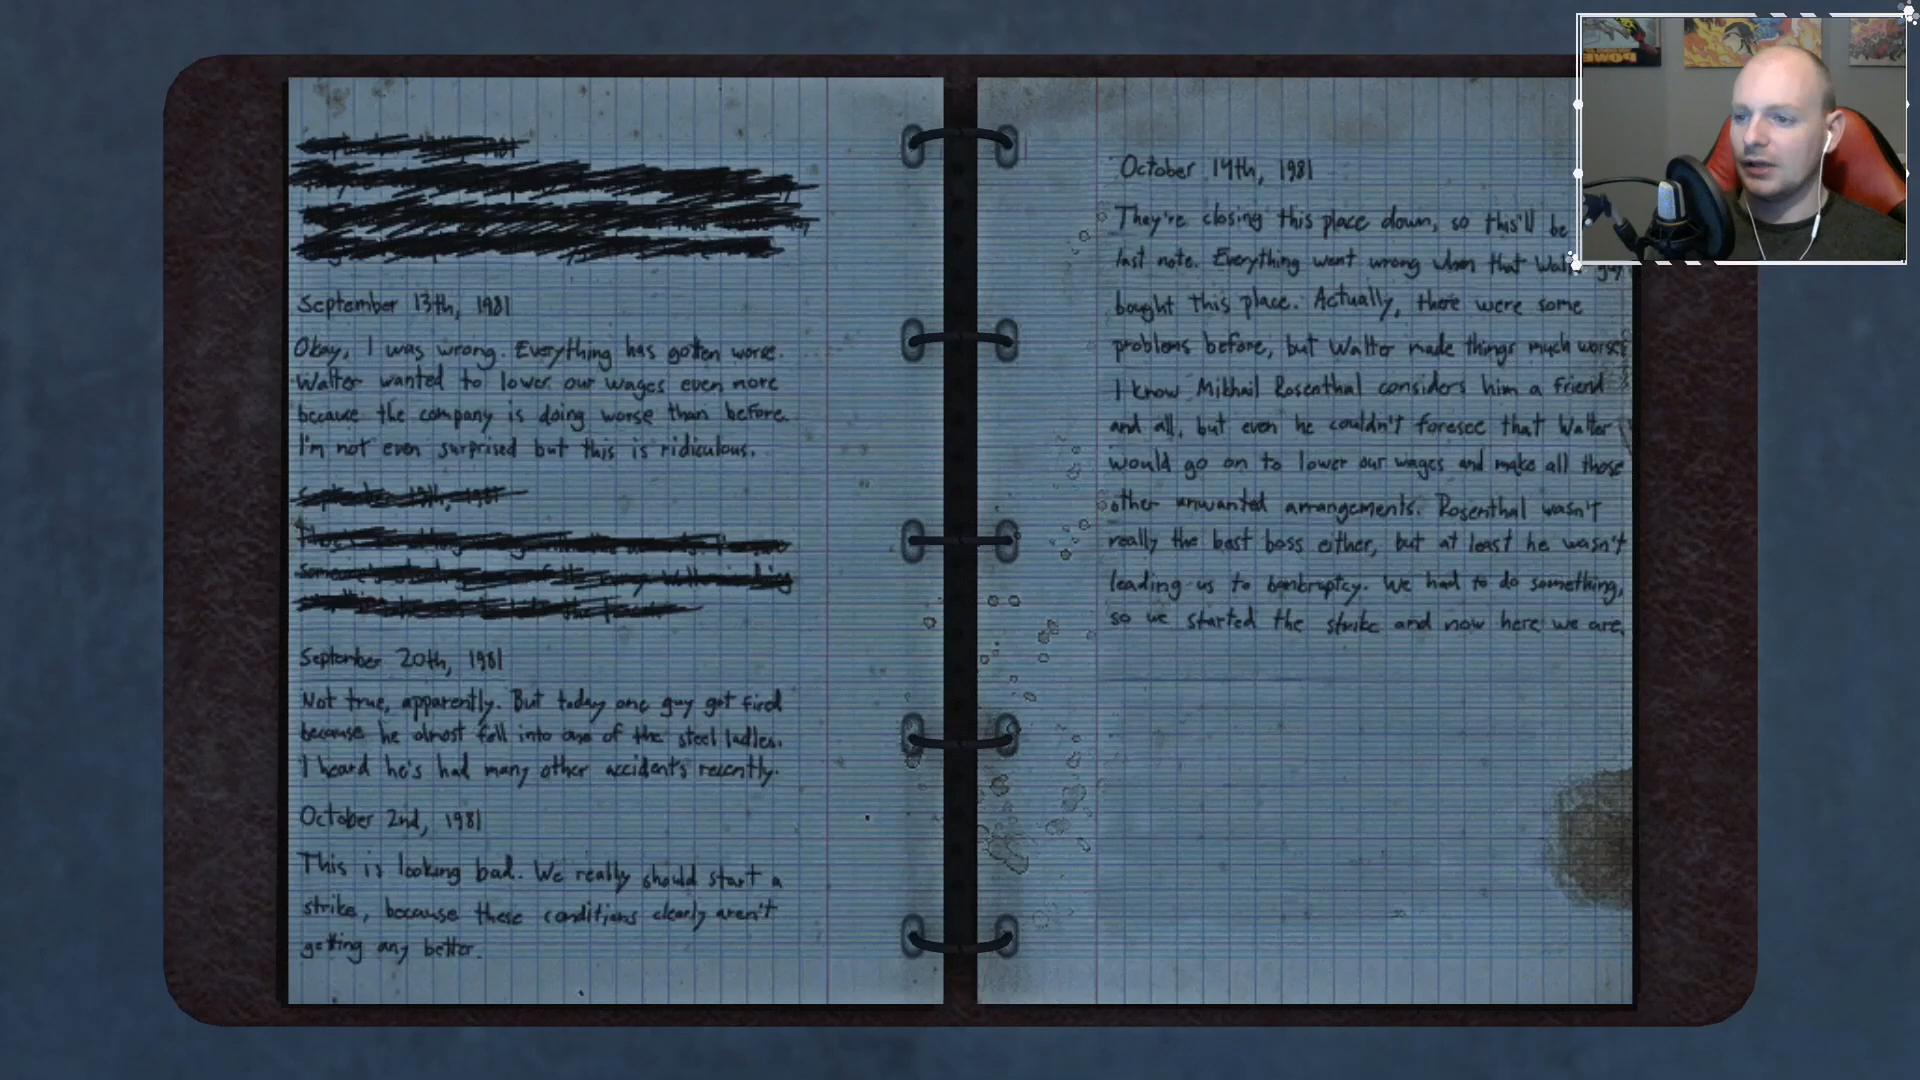 September 13th, 1981
Okay, I was wrong. Everything has gotten worse.
Walter wanted to lower our wages even more
because the company is doing worse than before.
I'm not even surprised but this is ridiculous.
September 20th, 1981
Not true, apparently. But today one guy got fired
because he almost fell into one of the steel ladles.
I heard he's had many other accidents recently.
October 2nd, 1981
This is looking bad. We really should start a
strike, because these conditions clearly aren't
getting any better.
October 14th, 1981
They're closing this place down, so this'll be
last note. Everything went wrong when that Walter guy
bought this place. Actually, there were some
problems before, but Walter made things much worse
I know Mikhail Rosenthal considers him a friend
and all, but even he couldn't foresee that Walter
would go on to lower our wages and make all those
other unwanted arrangements. Rosenthal wasn't
really the best boss either, but at least he wasn't
leading us to bankruptcy. We had to do something,
so we started the strike and now here we are.